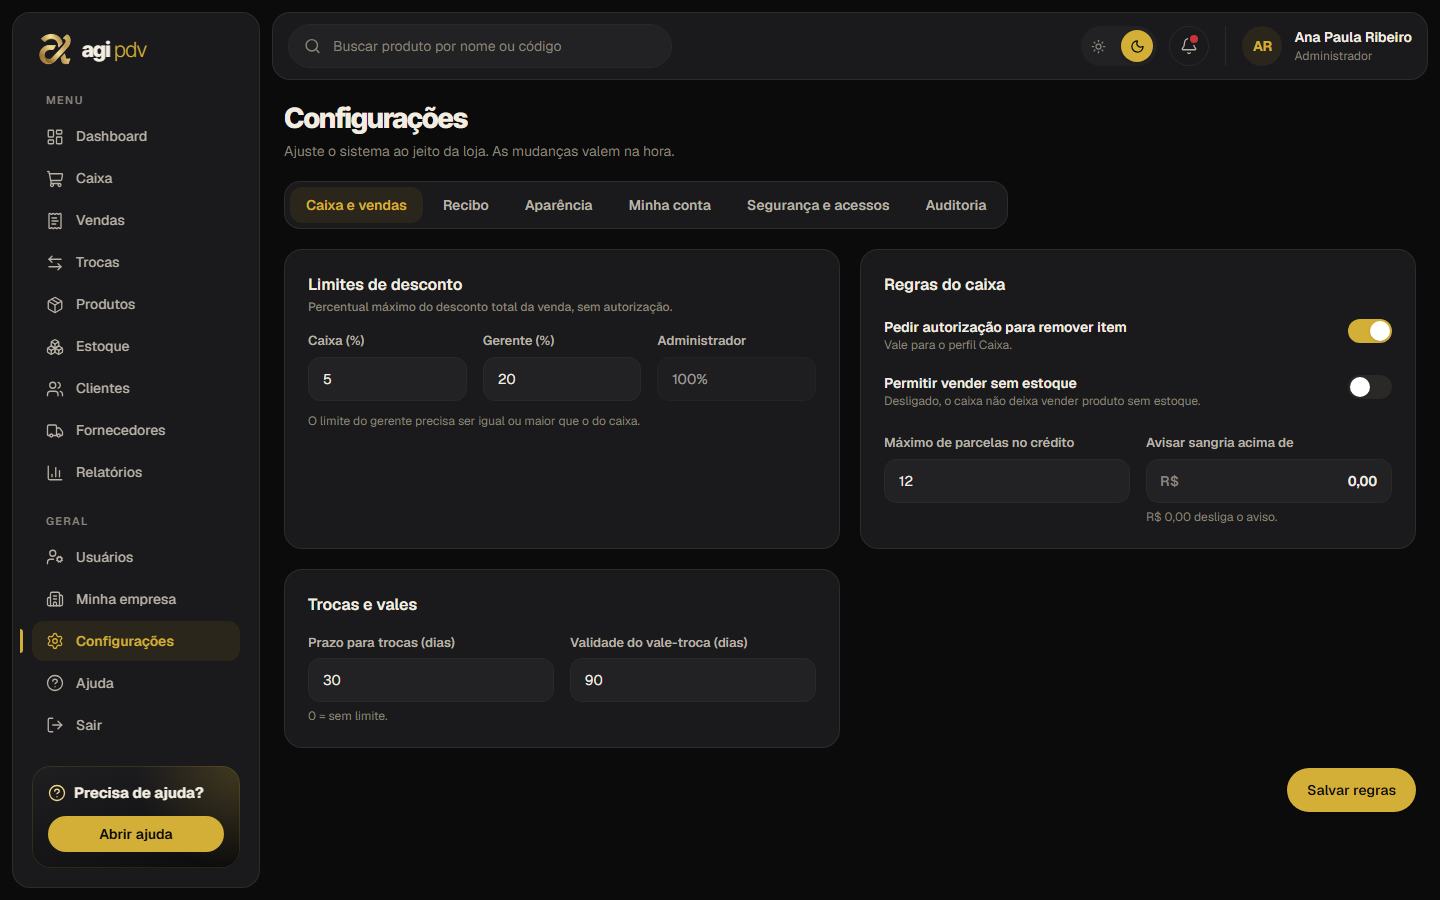 agi pdv
MENU
Dashboard
Caixa
Vendas
Trocas
Produtos
Estoque
Clientes
Fornecedores
Relatórios
GERAL
Usuários
Minha empresa
Configurações
Ajuda
Sair
Precisa de ajuda?
Abrir ajuda
Buscar produto por nome ou código
AR
Ana Paula Ribeiro
Administrador
Configurações
Ajuste o sistema ao jeito da loja. As mudanças valem na hora.
Caixa e vendas
Recibo
Aparência
Minha conta
Segurança e acessos
Auditoria
Limites de desconto
Percentual máximo do desconto total da venda, sem autorização.
Caixa (%)
Gerente (%)
Administrador
5
20
100%
O limite do gerente precisa ser igual ou maior que o do caixa.
Regras do caixa
Pedir autorização para remover item
Vale para o perfil Caixa.
Permitir vender sem estoque
Desligado, o caixa não deixa vender produto sem estoque.
Máximo de parcelas no crédito
Avisar sangria acima de
12
R$ 0,00
R$ 0,00 desliga o aviso.
Trocas e vales
Prazo para trocas (dias)
Validade do vale-troca (dias)
30
90
0 = sem limite.
Salvar regras